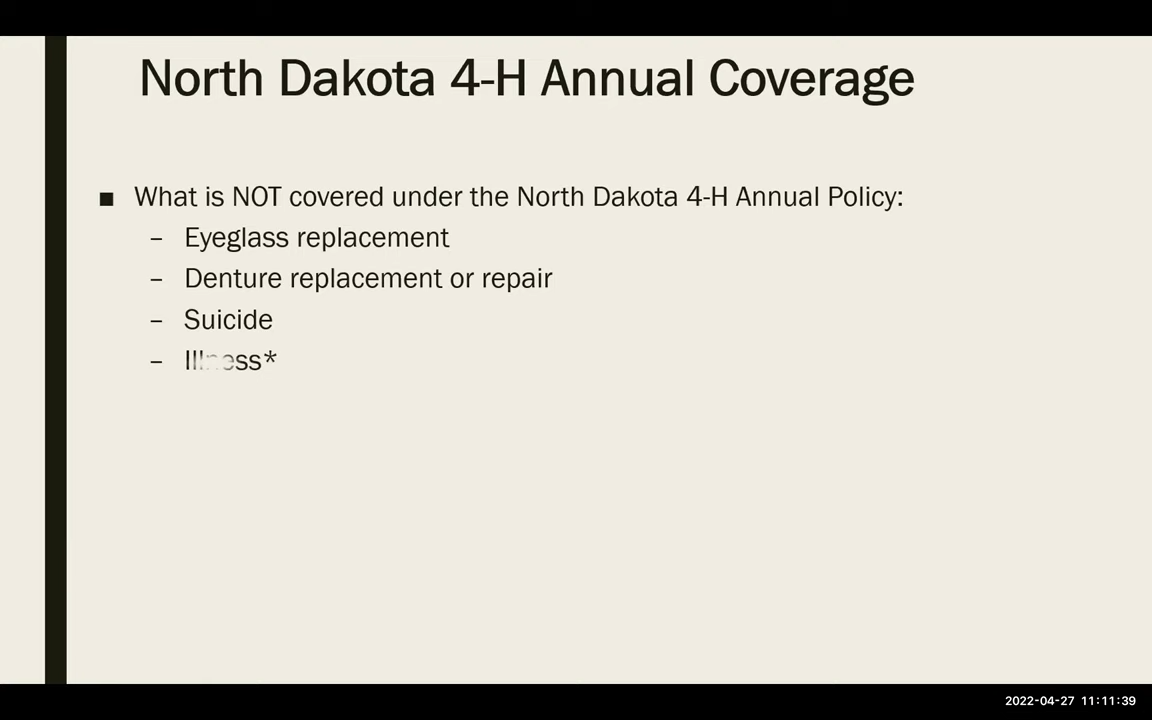 North Dakota 4-H Annual Coverage
■ What is NOT covered under the North Dakota 4-H Annual Policy:
– Eyeglass replacement
– Denture replacement or repair
– Suicide
– Illness*
2022-04-27 11:11:39